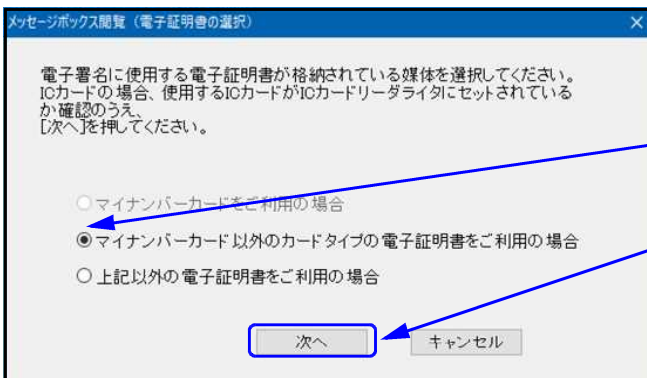 メッセージボックス閲覧（電子証明書の選択）
電子署名に使用する電子証明書が格納されている媒体を選択してください。
ICカードの場合、使用するICカードがICカードリーダライタにセットされている
か確認のうえ、
[次へ]を押してください。
マイナンバーカードをご利用の場合
マイナンバーカード以外のカードタイプの電子証明書をご利用の場合
上記以外の電子証明書をご利用の場合
次へ
キャンセル